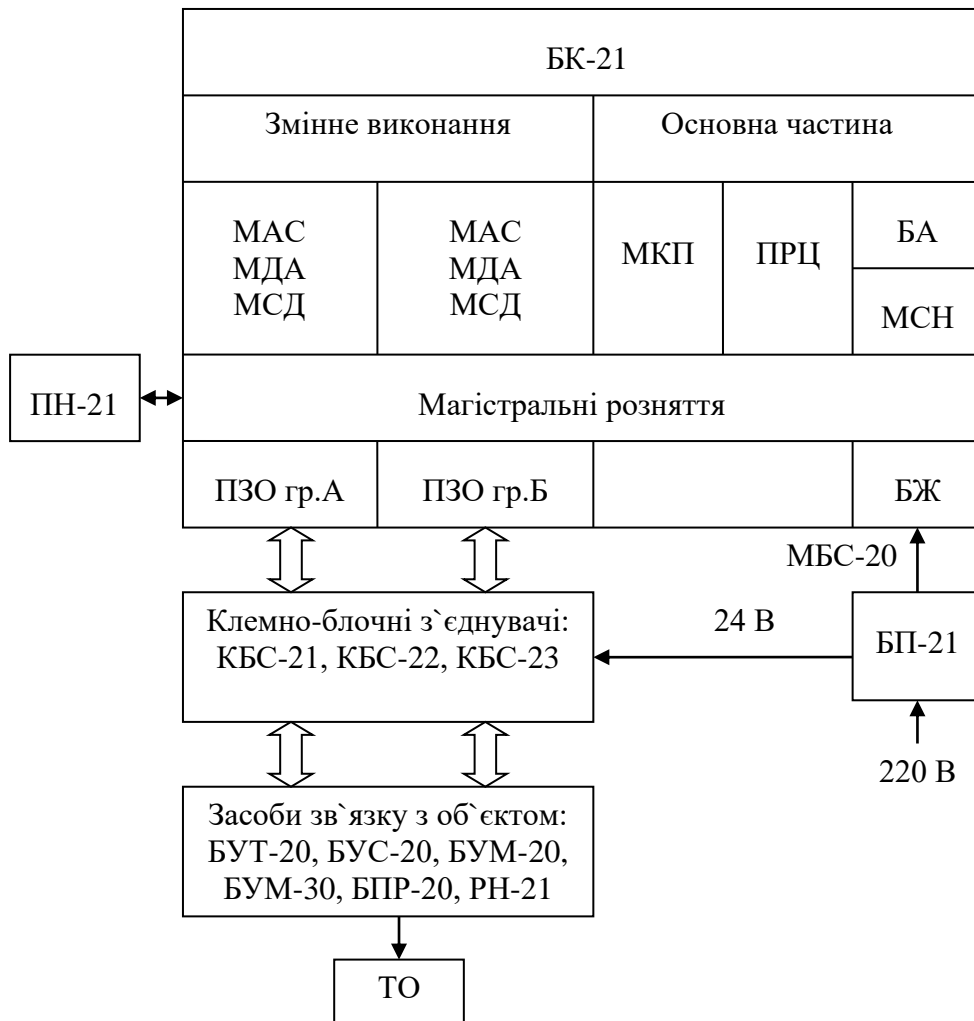 БК-21
Змінне виконання
Основна частина
МАС
МДА
МСД
МАС
МДА
МСД
МКП
ПРЦ
БА
МСН
ПН-21
Магістральні розняття
ПЗО гр.А
ПЗО гр.Б
БЖ
МБС-20
Клемно-блочні з`єднувачі:
КБС-21, КБС-22, КБС-23
24 В
БП-21
220 В
Засоби зв`язку з об`єктом:
БУТ-20, БУС-20, БУМ-20,
БУМ-30, БПР-20, РН-21
ТО